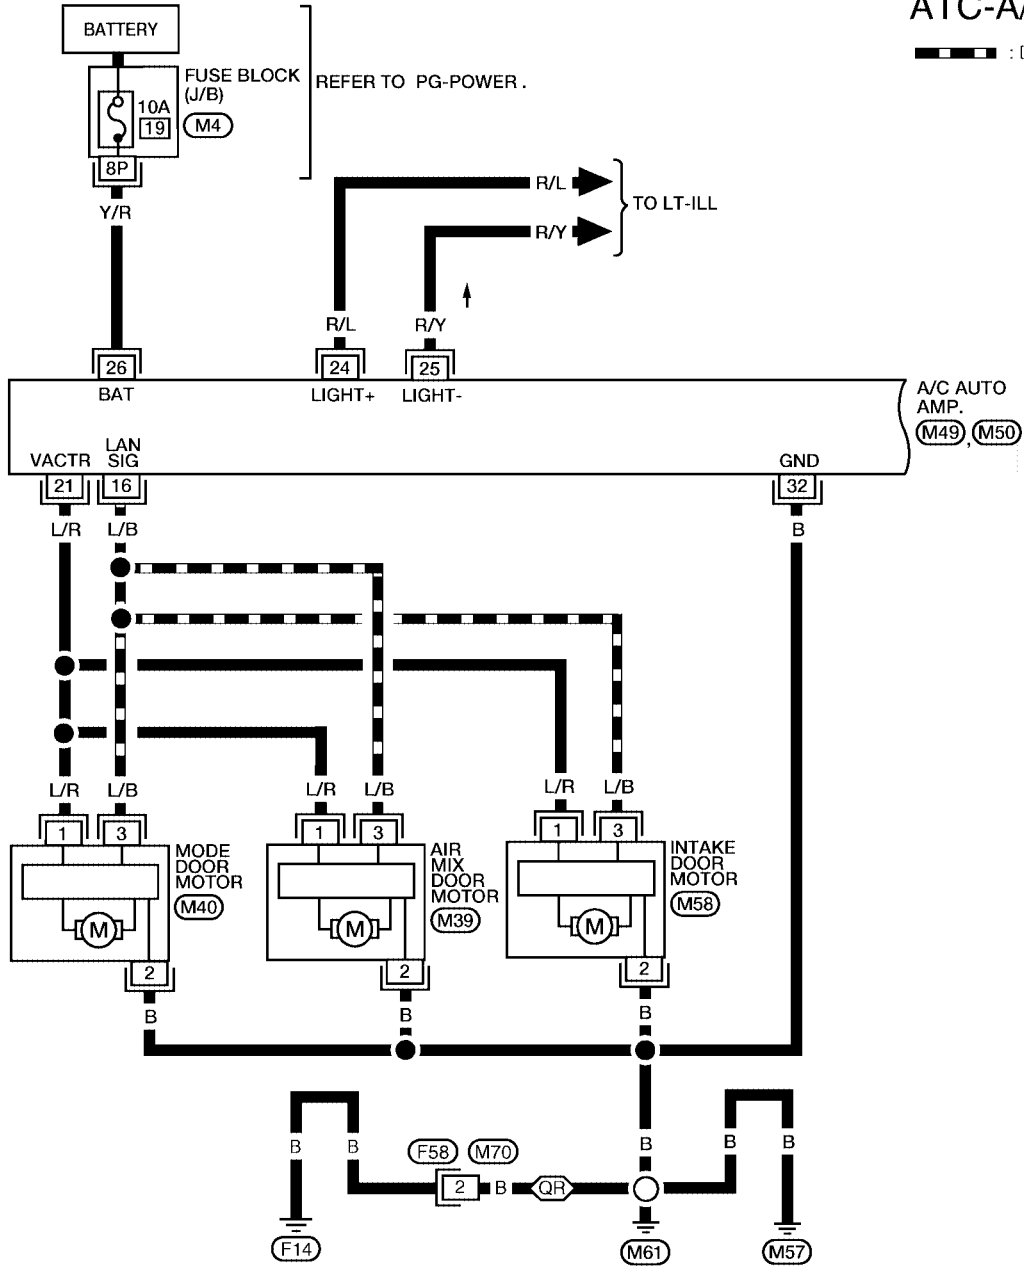 ATC-A/
BATTERY
FUSE BLOCK
(J/B)
REFER TO PG-POWER .
10A
19
M4
8P
R/L
TO LT-ILL
Y/R
R/Y
R/L
R/Y
26
24
25
BAT
LIGHT+
LIGHT-
A/C AUTO
AMP.
M49 , M50
LAN
VACTR
SIG
GND
21
16
32
L/R
L/B
B
L/R
L/B
L/R
L/B
L/R
L/B
1
3
1
3
1
3
MODE
DOOR
MOTOR
M40
AIR
MIX
DOOR
MOTOR
M39
INTAKE
DOOR
MOTOR
M58
M
M
M
2
2
2
B
B
B
B
B
F58
M70
B
B
B
2
B
QR
F14
M61
M57